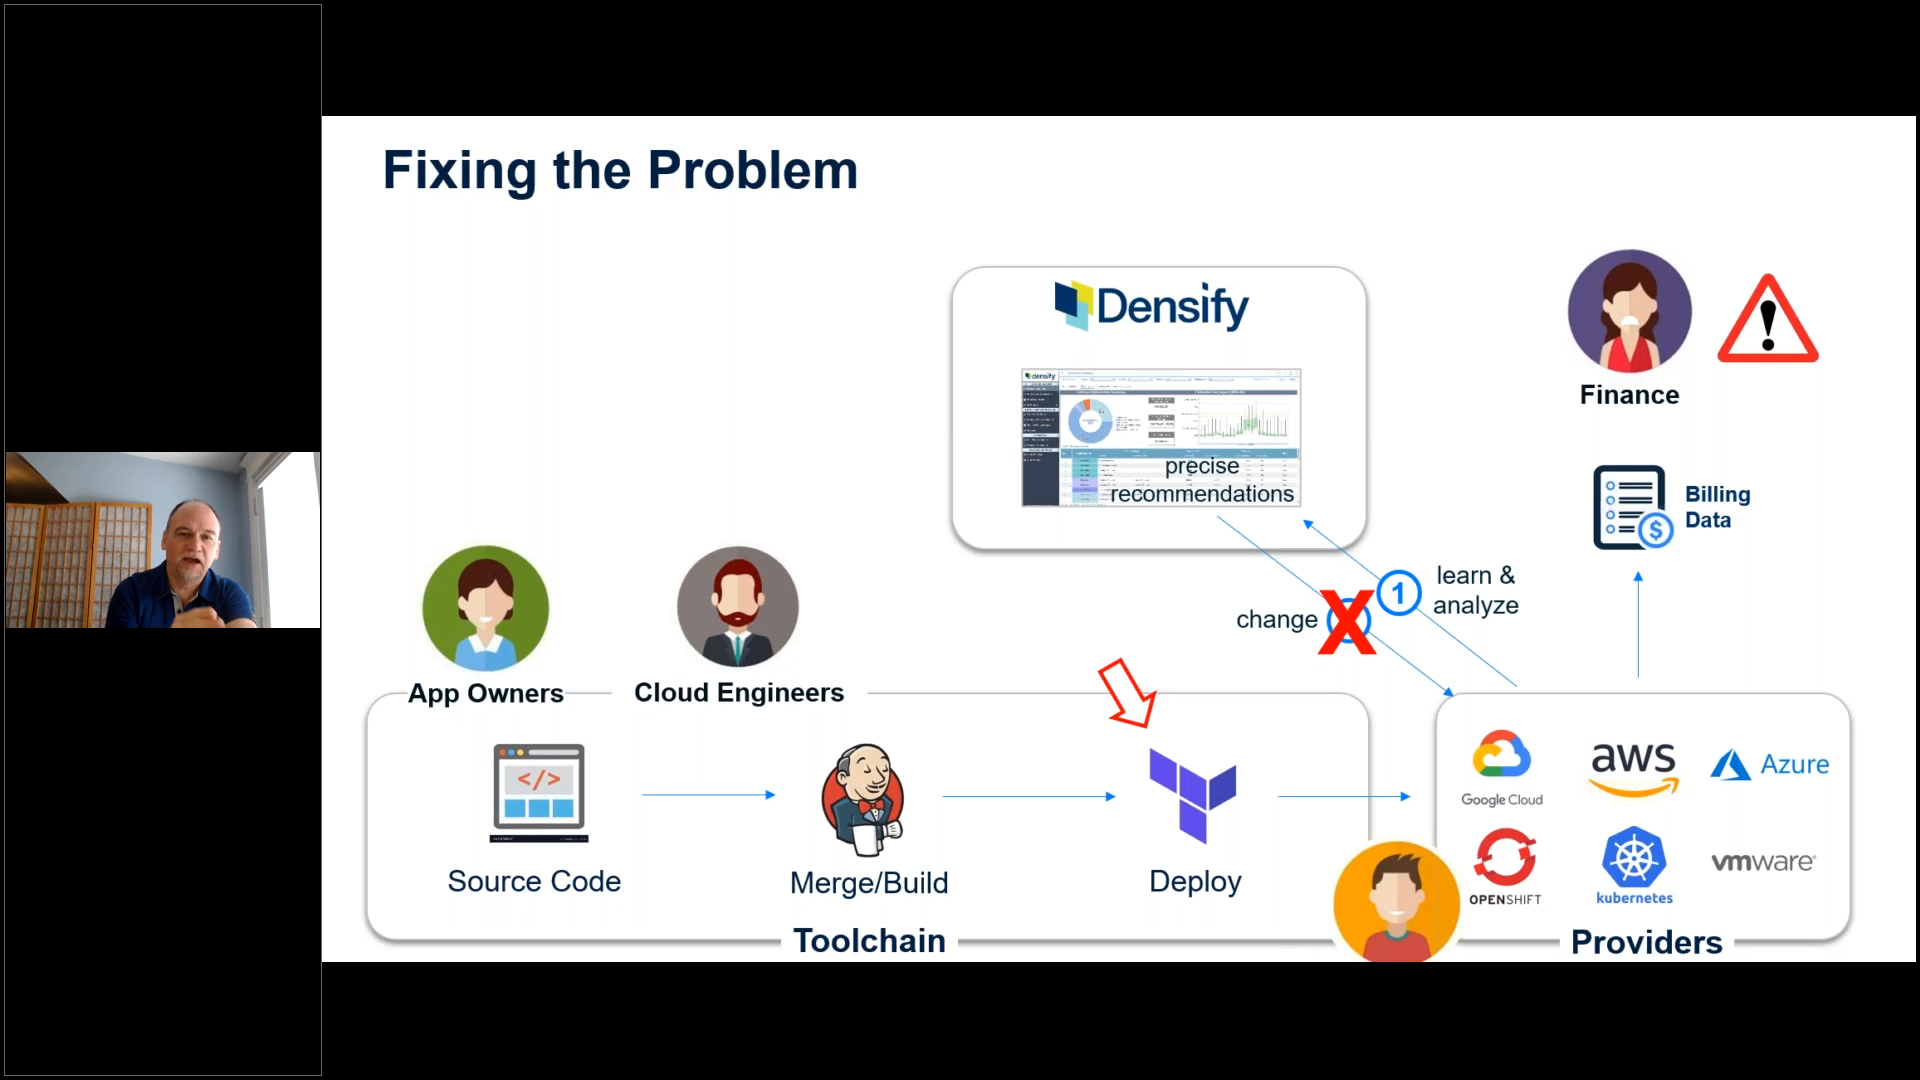 Fixing the Problem
Densify
densify
precise
recommendations
Finance
Billing
Data
learn &
analyze
1
change
X
App Owners
Cloud Engineers
</>
Source Code
Merge/Build
Deploy
Toolchain
Google Cloud
aws
Azure
OPENSHIFT
kubernetes
vmware
Providers